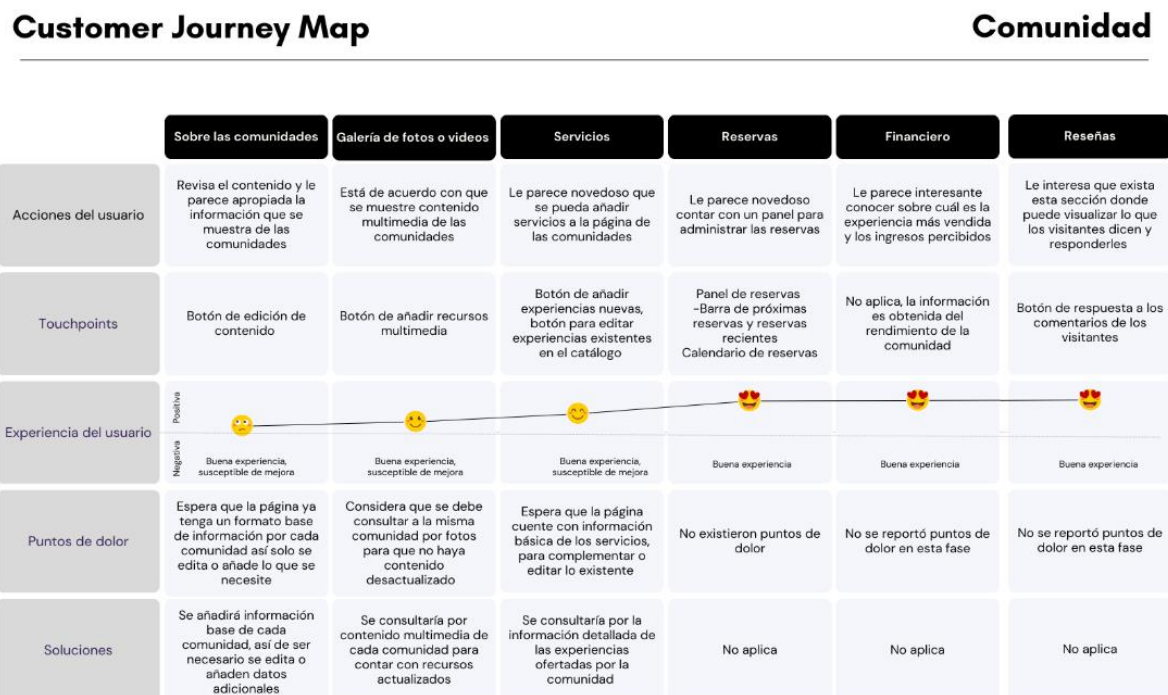 Customer Journey Map
Comunidad
Sobre las comunidades
Galería de fotos o videos
Servicios
Reservas
Financiero
Reseñas
Acciones del usuario
Revisa el contenido y le
parece apropiada la
información que se
muestra de las
comunidades
Está de acuerdo con que
se muestre contenido
multimedia de las
comunidades
Le parece novedoso que
se pueda añadir
servicios a la página de
las comunidades
Le parece novedoso
contar con un panel para
administrar las reservas
Le parece interesante
conocer sobre cuál es la
experiencia más vendida
y los ingresos percibidos
Le interesa que exista
esta sección donde
puede visualizar lo que
los visitantes dicen y
responderles
Touchpoints
Botón de edición de
contenido
Botón de añadir recursos
multimedia
Botón de añadir
experiencias nuevas,
botón para editar
experiencias existentes
en el catálogo
Panel de reservas
-Barra de próximas
reservas y reservas
recientes
Calendario de reservas
No aplica, la información
es obtenida del
rendimiento de la
comunidad
Botón de respuesta a los
comentarios de los
visitantes
Experiencia del usuario
Positiva
Negativa
Buena experiencia,
susceptible de mejora
Buena experiencia,
susceptible de mejora
Buena experiencia,
susceptible de mejora
Buena experiencia
Buena experiencia
Buena experiencia
Puntos de dolor
Espera que la página ya
tenga un formato base
de información por cada
comunidad así solo se
edita o añade lo que se
necesite
Considera que se debe
consultar a la misma
comunidad por fotos
para que no haya
contenido
desactualizado
Espera que la página
cuente con información
básica de los servicios,
para complementar o
editar lo existente
No existieron puntos de
dolor
No se reportó puntos de
dolor en esta fase
No se reportó puntos de
dolor en esta fase
Soluciones
Se añadirá información
base de cada
comunidad, así de ser
necesario se edita o
añaden datos
adicionales
Se consultaría por
contenido multimedia de
cada comunidad para
contar con recursos
actualizados
Se consultaría por la
información detallada de
las experiencias
ofertadas por la
comunidad
No aplica
No aplica
No aplica